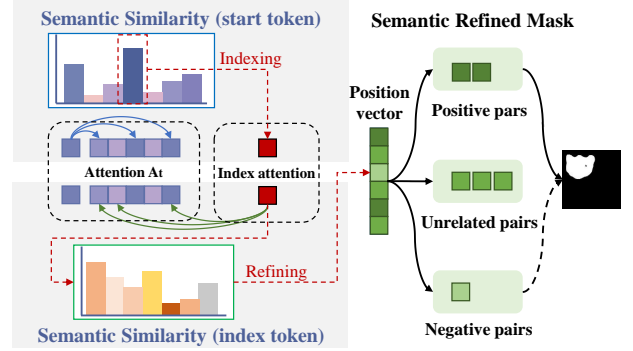 Semantic Similarity (start token)
Semantic Refined Mask
Indexing
Position
vector
Positive pars
Attention At
Index attention
Unrelated pairs
Refining
Negative pairs
Semantic Similarity (index token)